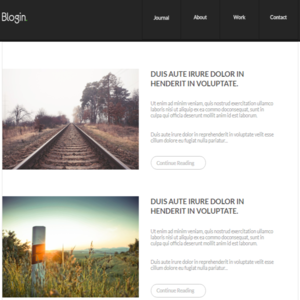 Blogin.
Journal
About
Work
Contact
DUIS AUTE IRURE DOLOR IN
HENDERIT IN VOLUPTATE.
Ut enim ad minim veniam, quis nostrud exercitation ullamco
laboris nisi ut aliquip ex ea commo doconsequat, sunt in
culpa qui officia deserunt mollit anim id est laborum.
Duis aute irure dolor in reprehenderit in voluptate velit esse
cillum dolore eu fugiat nulla pariatur..
Continue Reading
DUIS AUTE IRURE DOLOR IN
HENDERIT IN VOLUPTATE.
Ut enim ad minim veniam, quis nostrud exercitation ullamco
laboris nisi ut aliquip ex ea commo doconsequat, sunt in
culpa qui officia deserunt mollit anim id est laborum.
Duis aute irure dolor in reprehenderit in voluptate velit esse
cillum dolore eu fugiat nulla pariatur..
Continue Reading